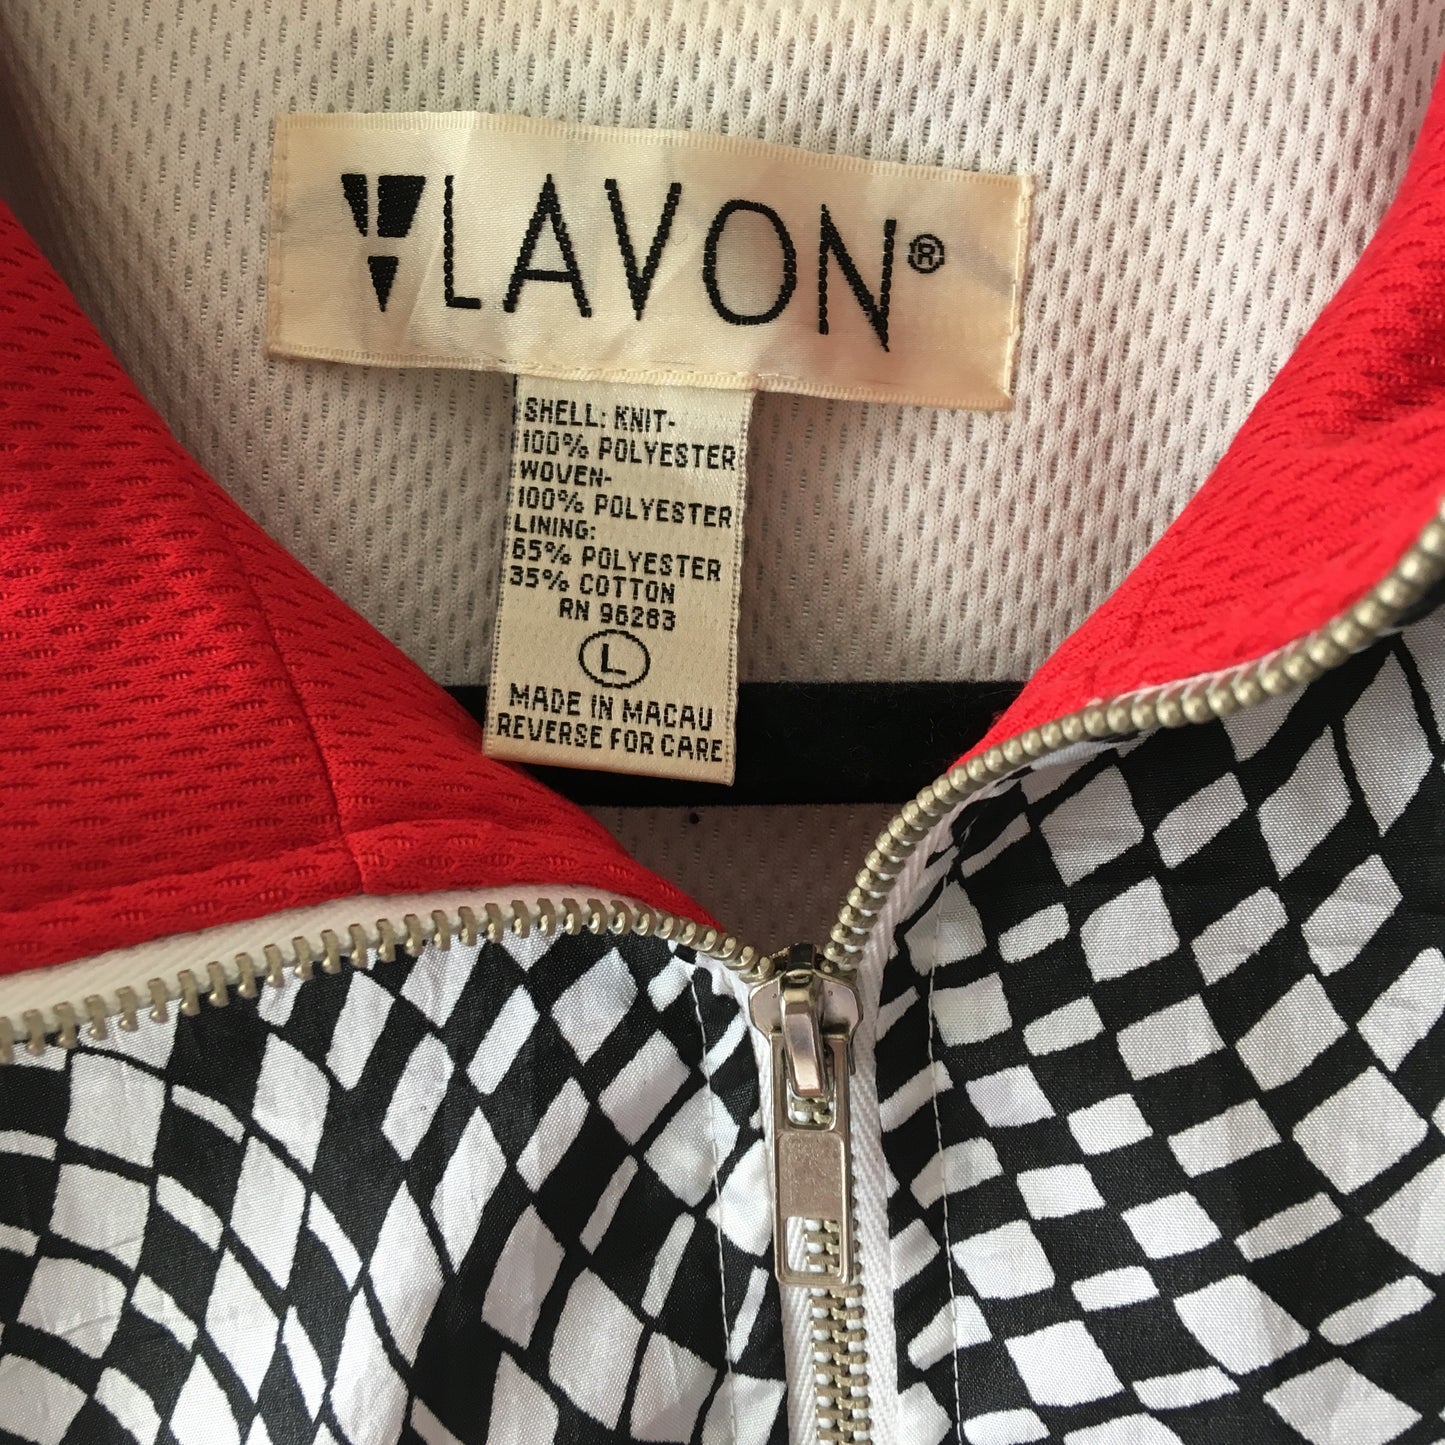 LAVON®
SHELL: KNIT-
100% POLYESTER
WOVEN-
100% POLYESTER
LINING:
65% POLYESTER
35% COTTON
RN 96283
L
MADE IN MACAU
REVERSE FOR CARE